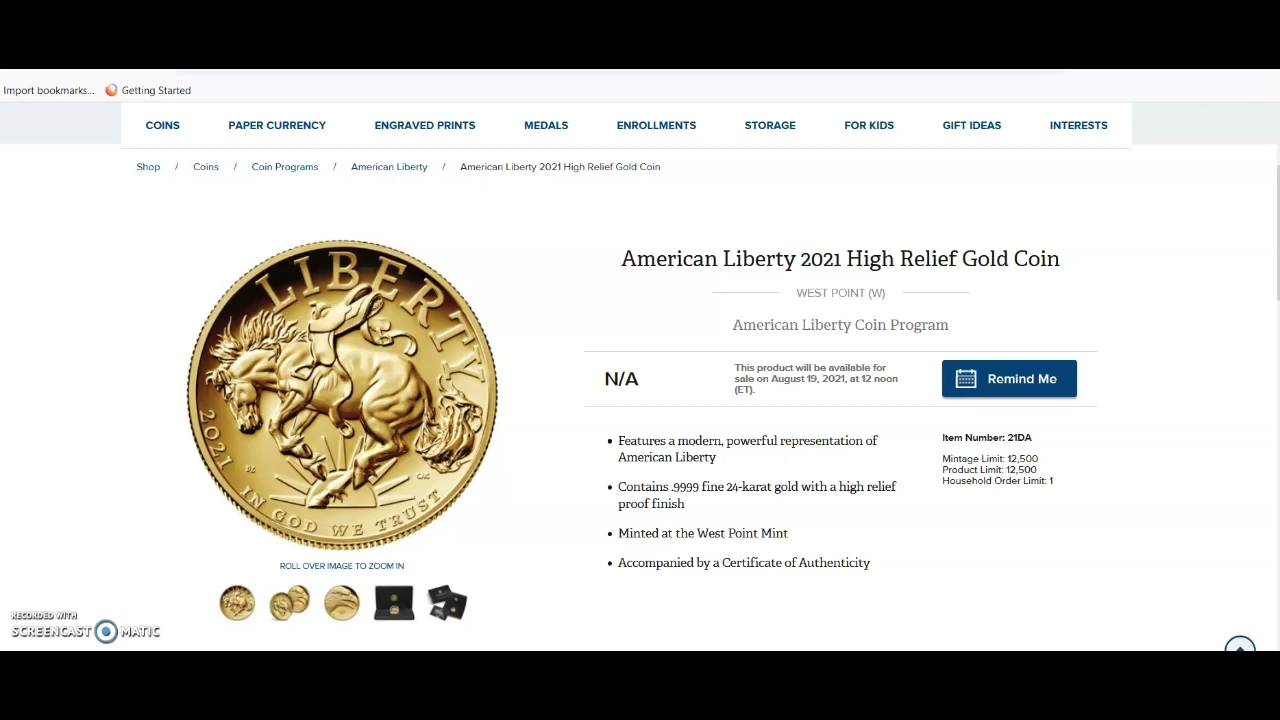 Import bookmarks... Getting Started
COINS PAPER CURRENCY ENGRAVED PRINTS MEDALS ENROLLMENTS STORAGE FOR KIDS GIFT IDEAS INTERESTS
Shop / Coins / Coin Programs / American Liberty / American Liberty 2021 High Relief Gold Coin
LIBERTY
2021
IN GOD WE TRUST
ROLL OVER IMAGE TO ZOOM IN
American Liberty 2021 High Relief Gold Coin
WEST POINT (W)
American Liberty Coin Program
N/A
This product will be available for
sale on August 19, 2021, at 12 noon
(ET).
Remind Me
• Features a modern, powerful representation of
American Liberty
• Contains .9999 fine 24-karat gold with a high relief
proof finish
• Minted at the West Point Mint
• Accompanied by a Certificate of Authenticity
Item Number: 21DA
Mintage Limit: 12,500
Product Limit: 12,500
Household Order Limit: 1
RECORDED WITH
SCREENCAST MATIC